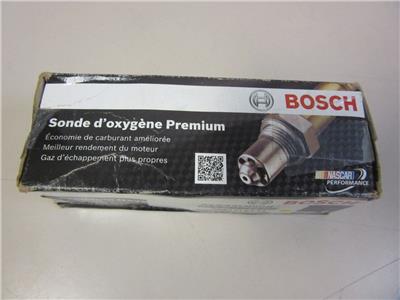 BOSCH
Sonde d'oxygène Premium
Économie de carburant améliorée
Meilleur rendement du moteur
Gaz d'échappement plus propres
NASCAR
PERFORMANCE